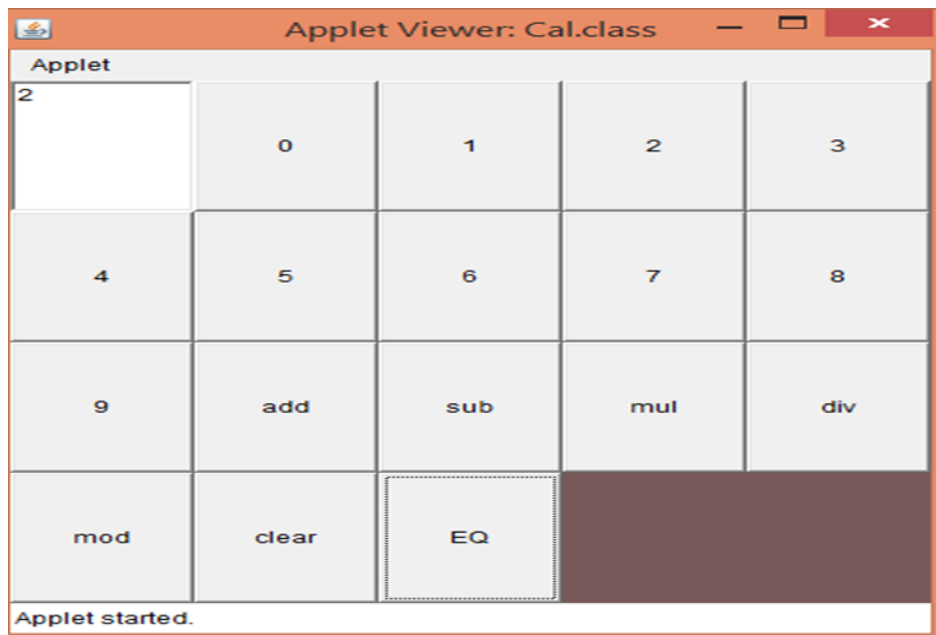 Applet Viewer: Cal.class
Applet
2 0 1 2 3
4 5 6 7 8
9 add sub mul div
mod clear EQ
Applet started.